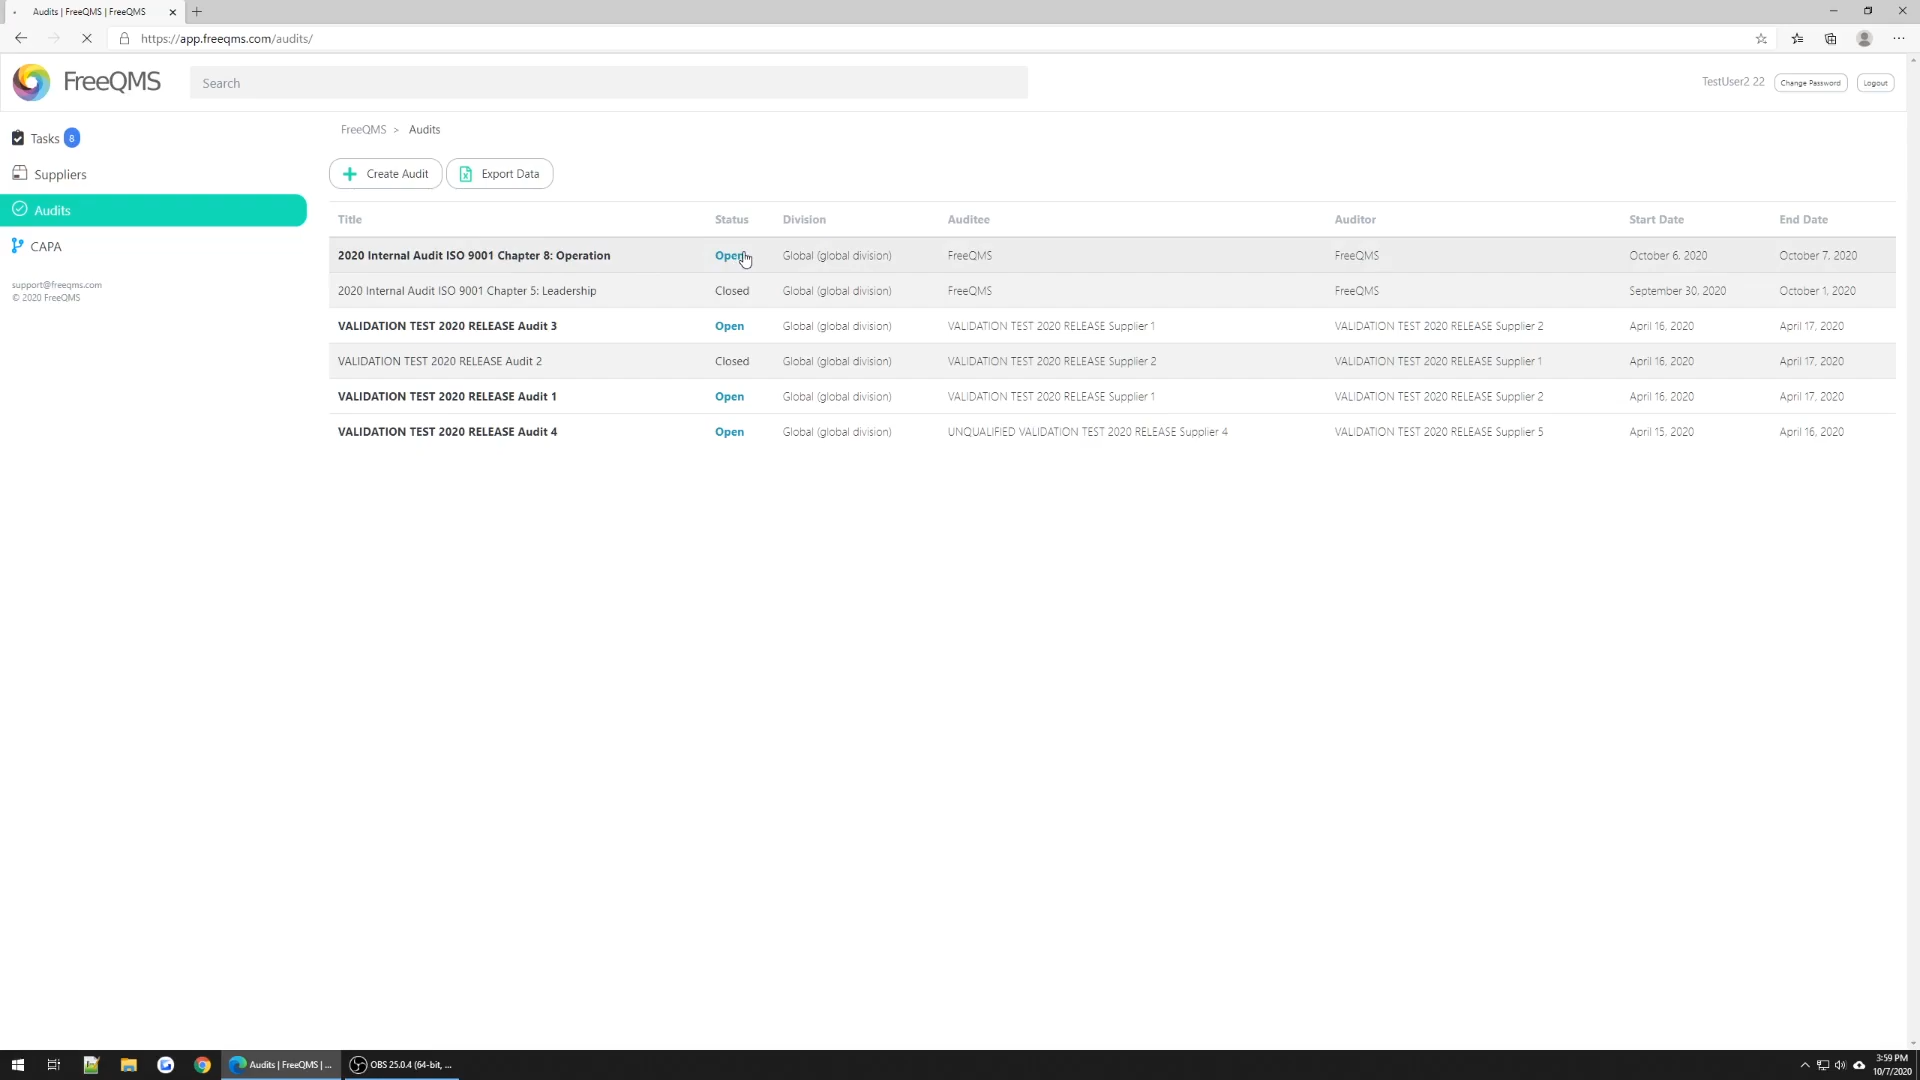 Audits | FreeQMS | FreeQMS
https://app.freeqms.com/audits/
FreeQMS
Search
TestUser2 22
Change Password
Logout
Tasks 8
Suppliers
Audits
CAPA
support@freeqms.com
© 2020 FreeQMS
FreeQMS > Audits
Create Audit
Export Data
Title Status Division Auditee Auditor Start Date End Date
2020 Internal Audit ISO 9001 Chapter 8: Operation Open Global (global division) FreeQMS FreeQMS October 6, 2020 October 7, 2020
2020 Internal Audit ISO 9001 Chapter 5: Leadership Closed Global (global division) FreeQMS FreeQMS September 30, 2020 October 1, 2020
VALIDATION TEST 2020 RELEASE Audit 3 Open Global (global division) VALIDATION TEST 2020 RELEASE Supplier 1 VALIDATION TEST 2020 RELEASE Supplier 2 April 16, 2020 April 17, 2020
VALIDATION TEST 2020 RELEASE Audit 2 Closed Global (global division) VALIDATION TEST 2020 RELEASE Supplier 2 VALIDATION TEST 2020 RELEASE Supplier 1 April 16, 2020 April 17, 2020
VALIDATION TEST 2020 RELEASE Audit 1 Open Global (global division) VALIDATION TEST 2020 RELEASE Supplier 1 VALIDATION TEST 2020 RELEASE Supplier 2 April 16, 2020 April 17, 2020
VALIDATION TEST 2020 RELEASE Audit 4 Open Global (global division) UNQUALIFIED VALIDATION TEST 2020 RELEASE Supplier 4 VALIDATION TEST 2020 RELEASE Supplier 5 April 15, 2020 April 16, 2020
Audits | FreeQMS | ...
OBS 25.0.4 (64-bit, ...
3:59 PM
10/7/2020